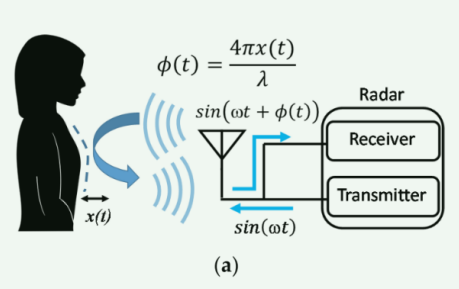 ϕ(t) = 4πx(t)/λ
sin(ωt + ϕ(t))
Radar
Receiver
Transmitter
x(t)
sin(ωt)
(a)